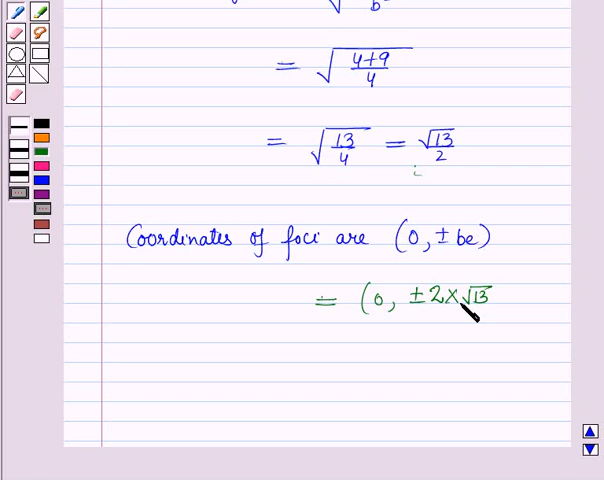 √ b
= √(4+9)/4
= √13/4 = √13/2
Coordinates of foci are (0, ± be)
= (0, ±2×√13